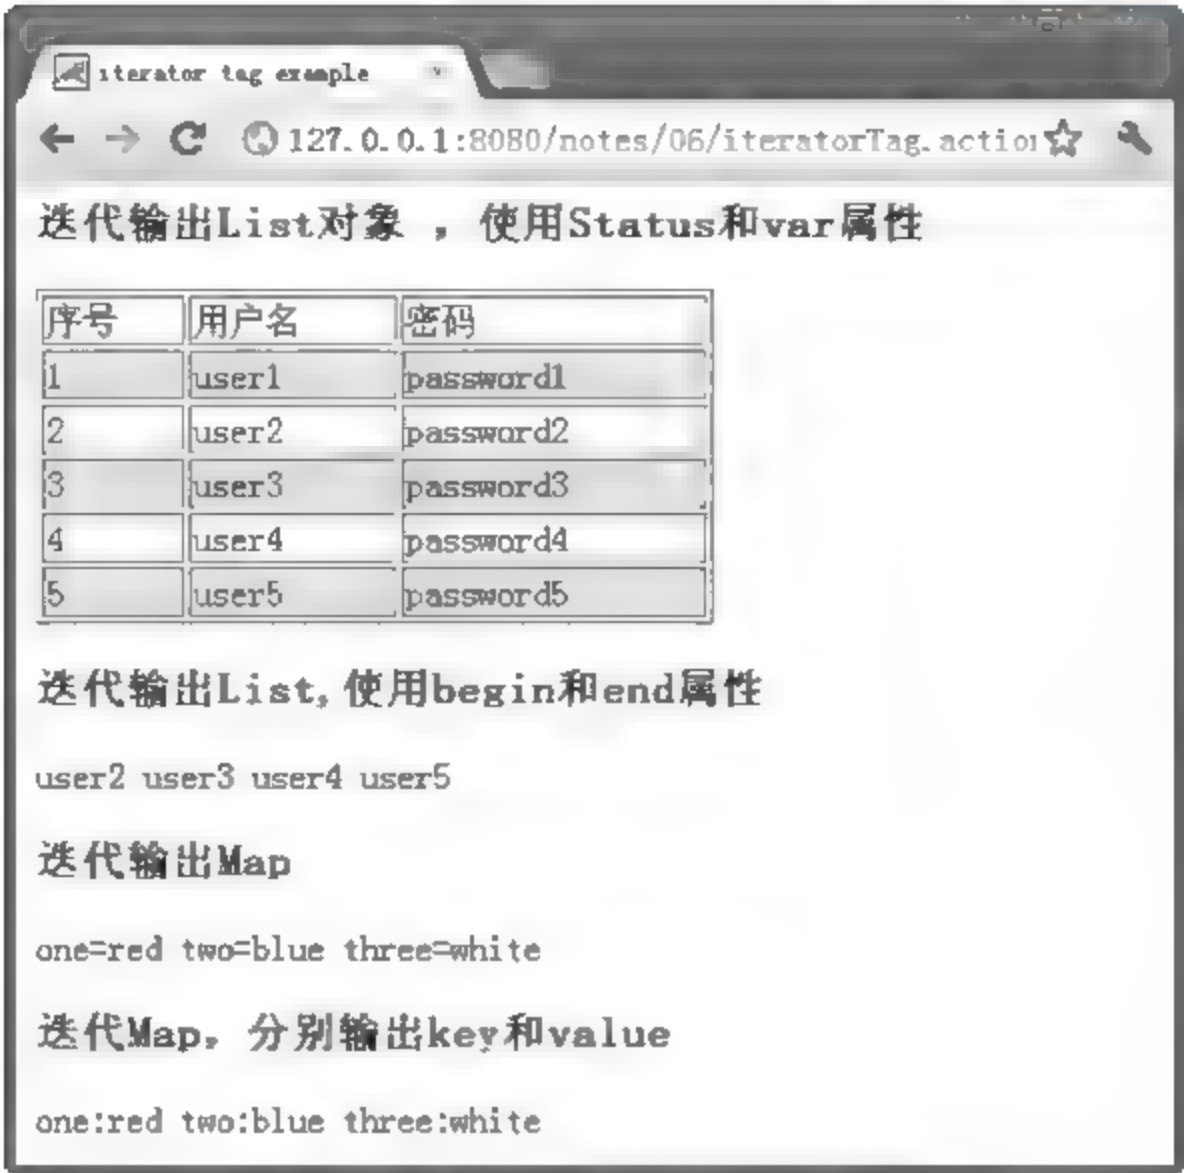 iterator tag example
127.0.0.1:8080/notes/06/iteratorTag.action
迭代输出List对象 ，使用Status和var属性
序号 用户名 密码
1 user1 password1
2 user2 password2
3 user3 password3
4 user4 password4
5 user5 password5
迭代输出List,使用begin和end属性
user2 user3 user4 user5
迭代输出Map
one=red two=blue three=white
迭代Map，分别输出key和value
one:red two:blue three:white